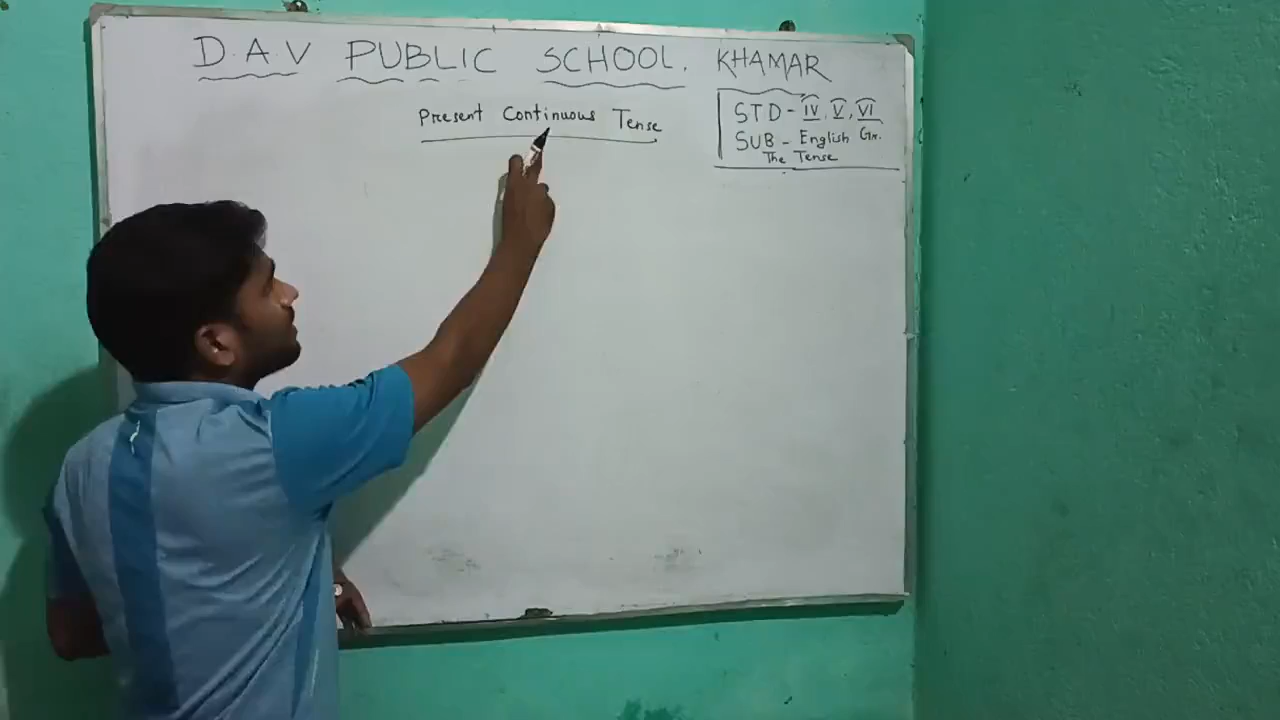 D.A.V PUBLIC SCHOOL. KHAMAR
Present Continuous Tense
STD - IV, V, VI
SUB - English Gr.
The Tense